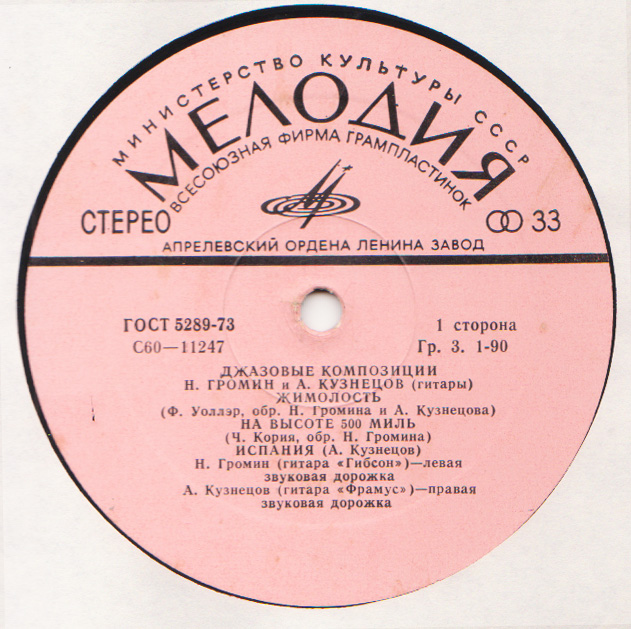 МИНИСТЕРСТВО КУЛЬТУРЫ СССР
МЕЛОДИЯ
ВСЕСОЮЗНАЯ ФИРМА ГРАМПЛАСТИНОК
СТЕРЕО
33
АПРЕЛЕВСКИЙ ОРДЕНА ЛЕНИНА ЗАВОД
ГОСТ 5289-73
1 сторона
С60—11247
Гр. 3. 1-90
ДЖАЗОВЫЕ КОМПОЗИЦИИ
Н. ГРОМИН и А. КУЗНЕЦОВ (гитары)
ЖИМОЛОСТЬ
(Ф. Уоллэр, обр. Н. Громина и А. Кузнецова)
НА ВЫСОТЕ 500 МИЛЬ
(Ч. Кория, обр. Н. Громина)
ИСПАНИЯ (А. Кузнецов)
Н. Громин (гитара «Гибсон»)—левая
звуковая дорожка
А. Кузнецов (гитара «Фрамус»)—правая
звуковая дорожка